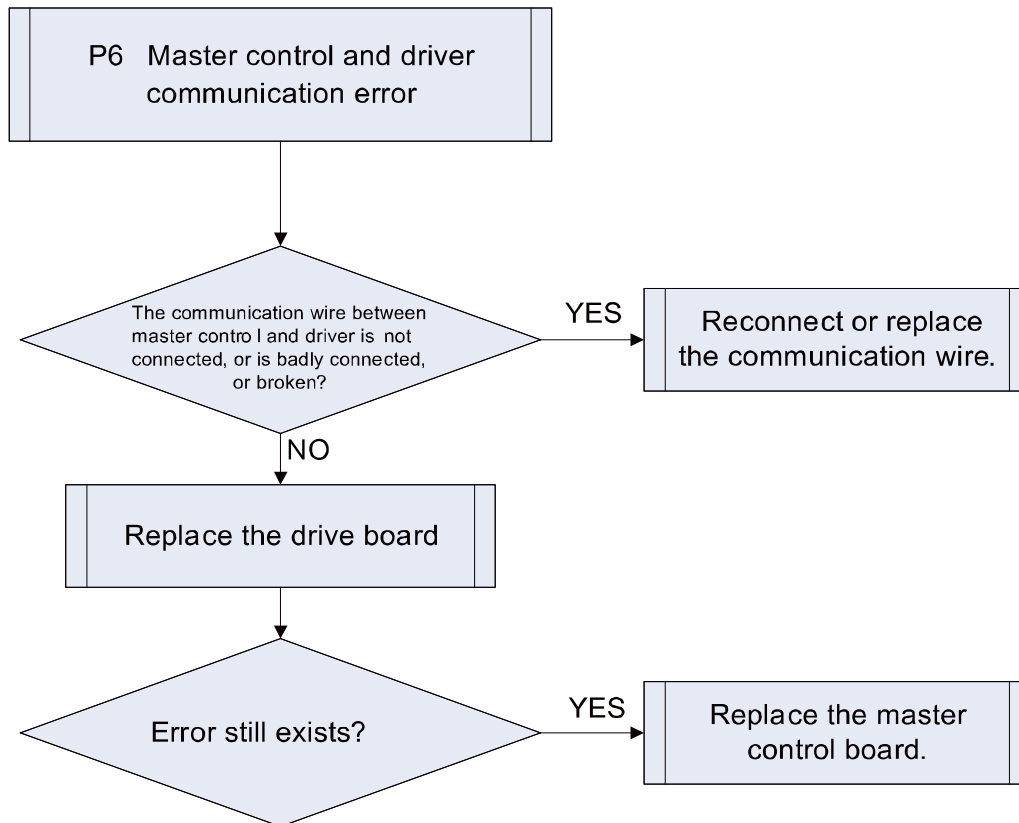 P6 Master control and driver
communication error
The communication wire between
master control and driver is not
connected, or is badly connected,
or broken?
YES
Reconnect or replace
the communication wire.
NO
Replace the drive board
Error still exists?
YES
Replace the master
control board.